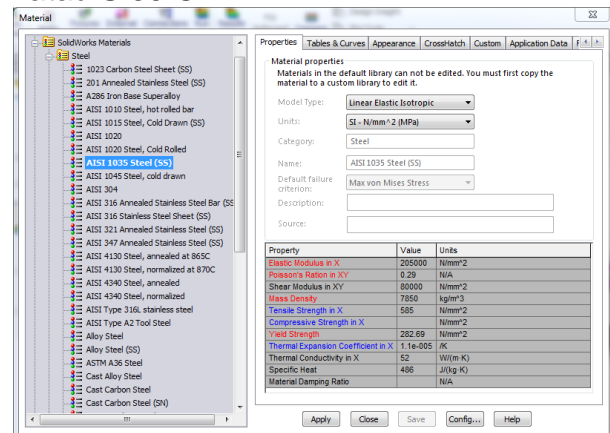 Material
SolidWorks Materials
Steel
1023 Carbon Steel Sheet (SS)
201 Annealed Stainless Steel (SS)
A286 Iron Base Superalloy
AISI 1010 Steel, hot rolled bar
AISI 1015 Steel, Cold Drawn (SS)
AISI 1020
AISI 1020 Steel, Cold Rolled
AISI 1035 Steel (SS)
AISI 1045 Steel, cold drawn
AISI 304
AISI 316 Annealed Stainless Steel Bar (SS
AISI 316 Stainless Steel Sheet (SS)
AISI 321 Annealed Stainless Steel (SS)
AISI 347 Annealed Stainless Steel (SS)
AISI 4130 Steel, annealed at 865C
AISI 4130 Steel, normalized at 870C
AISI 4340 Steel, annealed
AISI 4340 Steel, normalized
AISI Type 316L stainless steel
AISI Type A2 Tool Steel
Alloy Steel
Alloy Steel (SS)
ASTM A36 Steel
Cast Alloy Steel
Cast Carbon Steel
Cast Carbon Steel (SN)
Properties Tables & Curves Appearance CrossHatch Custom Application Data
Material properties
Materials in the default library can not be edited. You must first copy the
material to a custom library to edit it.
Model Type: Linear Elastic Isotropic
Units: SI - N/mm^2 (MPa)
Category: Steel
Name: AISI 1035 Steel (SS)
Default failure
criterion: Max von Mises Stress
Description:
Source:
Property Value Units
Elastic Modulus in X 205000 N/mm^2
Poisson's Ration in XY 0.29 N/A
Shear Modulus in XY 80000 N/mm^2
Mass Density 7850 kg/m^3
Tensile Strength in X 585 N/mm^2
Compressive Strength in X N/mm^2
Yield Strength 282.69 N/mm^2
Thermal Expansion Coefficient in X 1.1e-005 /K
Thermal Conductivity in X 52 W/(m·K)
Specific Heat 486 J/(kg·K)
Material Damping Ratio N/A
Apply Close Save Config... Help